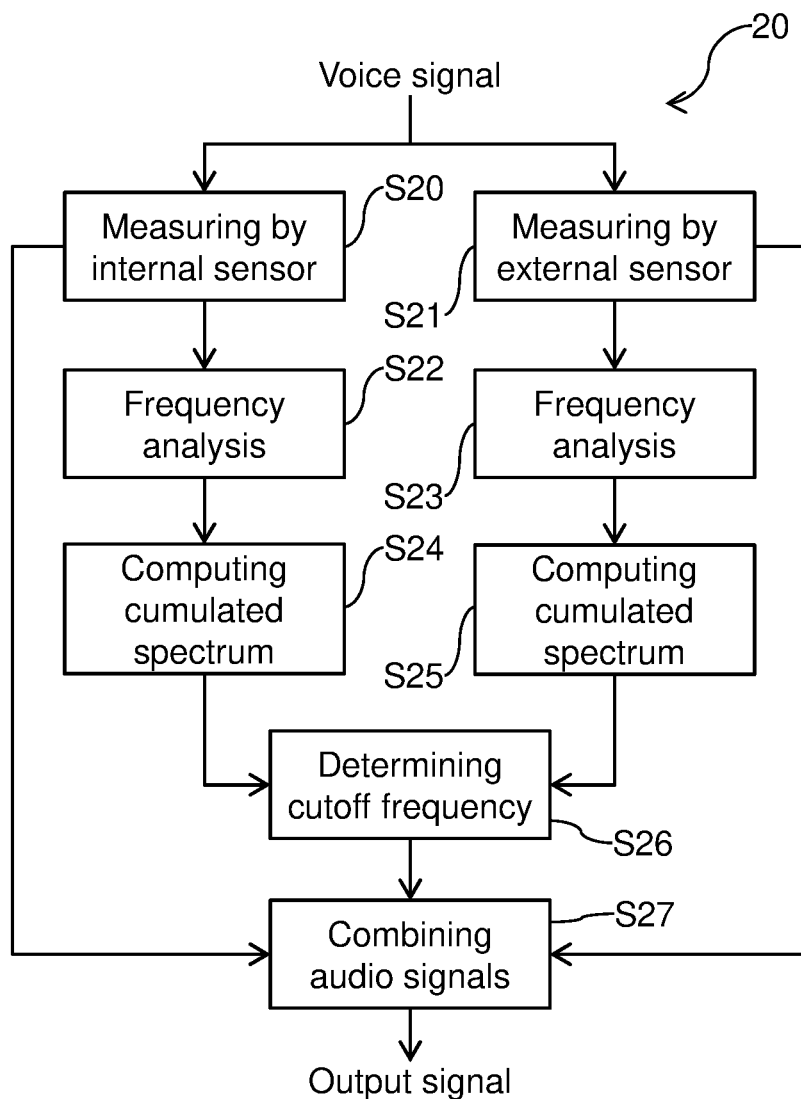 20
Voice signal
S20
Measuring by
internal sensor
Measuring by
external sensor
S21
S22
Frequency
analysis
Frequency
analysis
S23
S24
Computing
cumulated
spectrum
Computing
cumulated
spectrum
S25
Determining
cutoff frequency
S26
S27
Combining
audio signals
Output signal